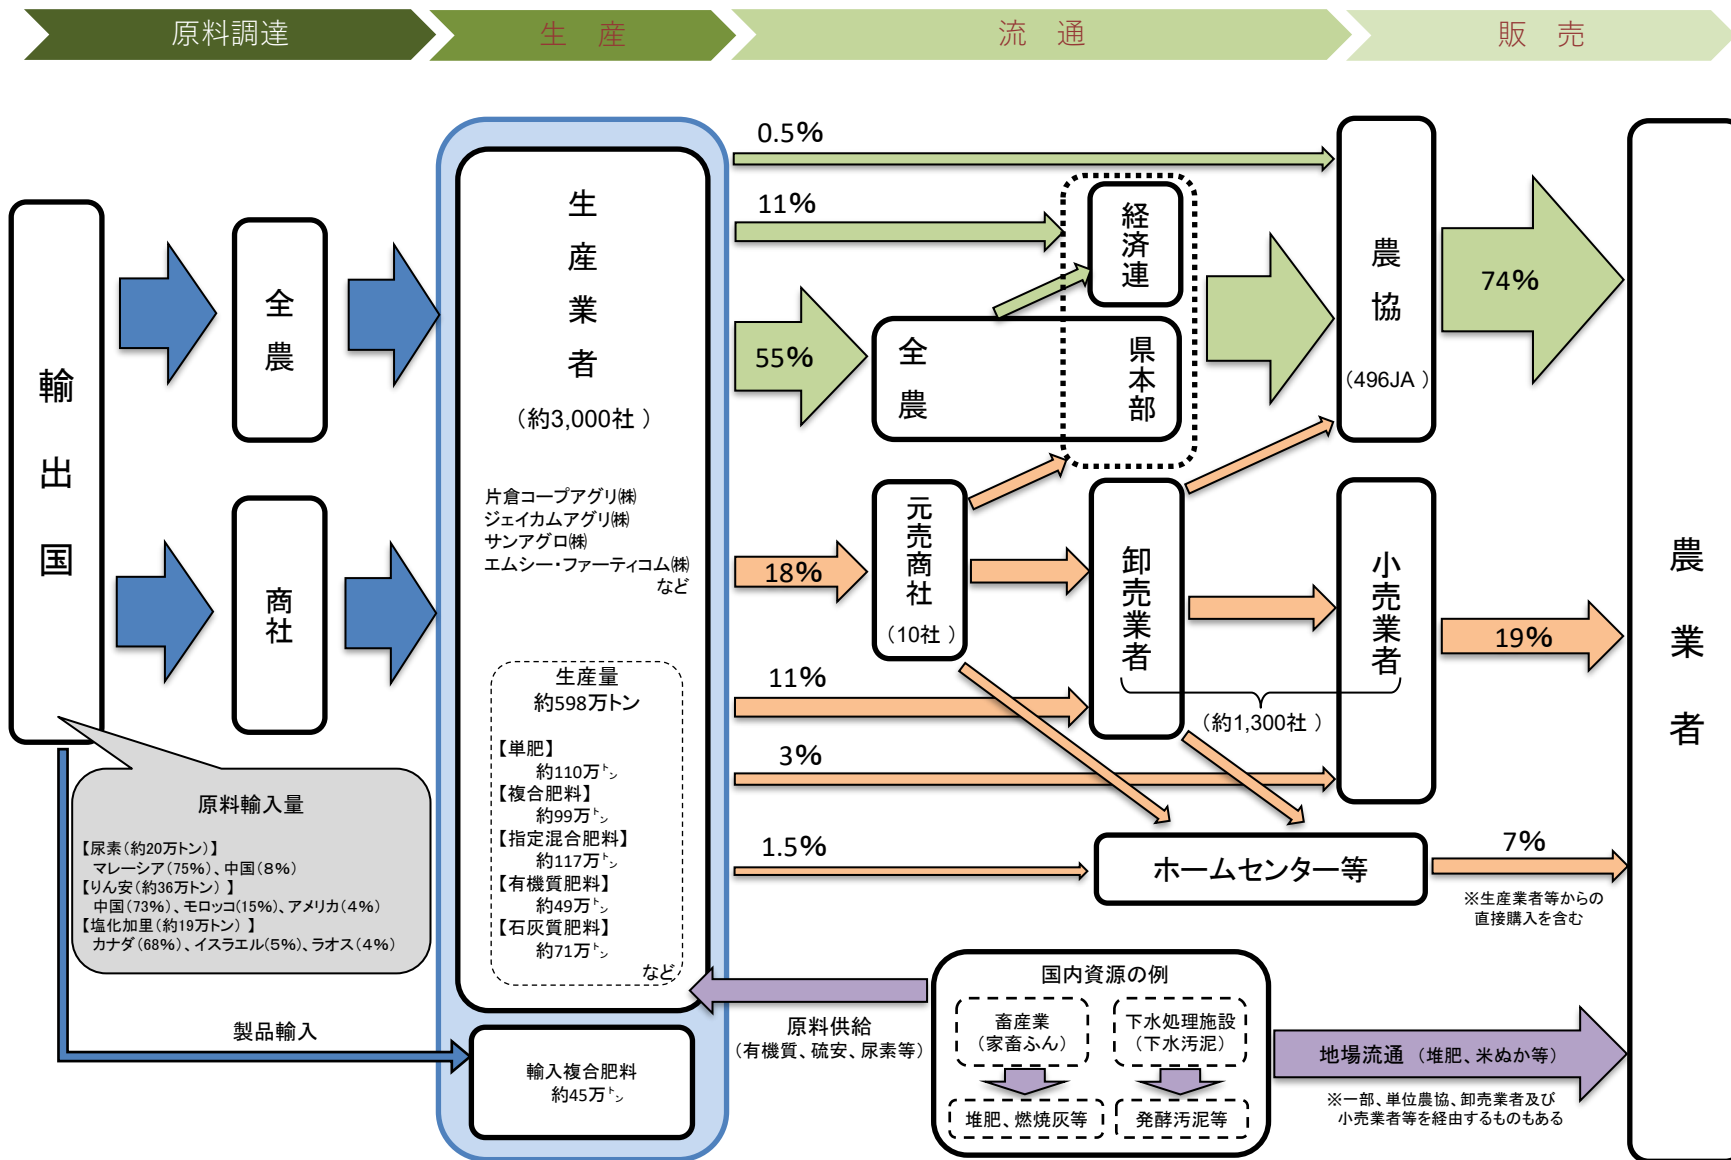 原料調達
生　産
流　通
販　売
輸出国
全農
商社
生産業者
（約3,000社 ）
片倉コープアグリ㈱
ジェイカムアグリ㈱
サンアグロ㈱
エムシー・ファーティコム㈱
など
生産量
約598万トン
【単肥】
約110万㌧
【複合肥料】
約99万㌧
【指定混合肥料】
約117万㌧
【有機質肥料】
約49万㌧
【石灰質肥料】
約71万㌧
など
原料輸入量
【尿素（約20万トン）】
マレーシア（75%）、中国（8%）
【りん安（約36万トン） 】
中国（73%）、モロッコ（15%）、アメリカ（4%）
【塩化加里（約19万トン） 】
カナダ（68%）、イスラエル（5%）、ラオス（4%）
製品輸入
輸入複合肥料
約45万㌧
0.5%
11%
55%
18%
11%
3%
1.5%
経済連
全農
県本部
元売商社
（10社 ）
卸売業者
農協
（496JA ）
小売業者
（約1,300社 ）
ホームセンター等
74%
19%
7%
※生産業者等からの
直接購入を含む
農業者
原料供給
（有機質、硫安、尿素等）
国内資源の例
畜産業
（家畜ふん）
下水処理施設
（下水汚泥）
堆肥、燃焼灰等
発酵汚泥等
地場流通 （堆肥、米ぬか等）
※一部、単位農協、卸売業者及び
小売業者等を経由するものもある